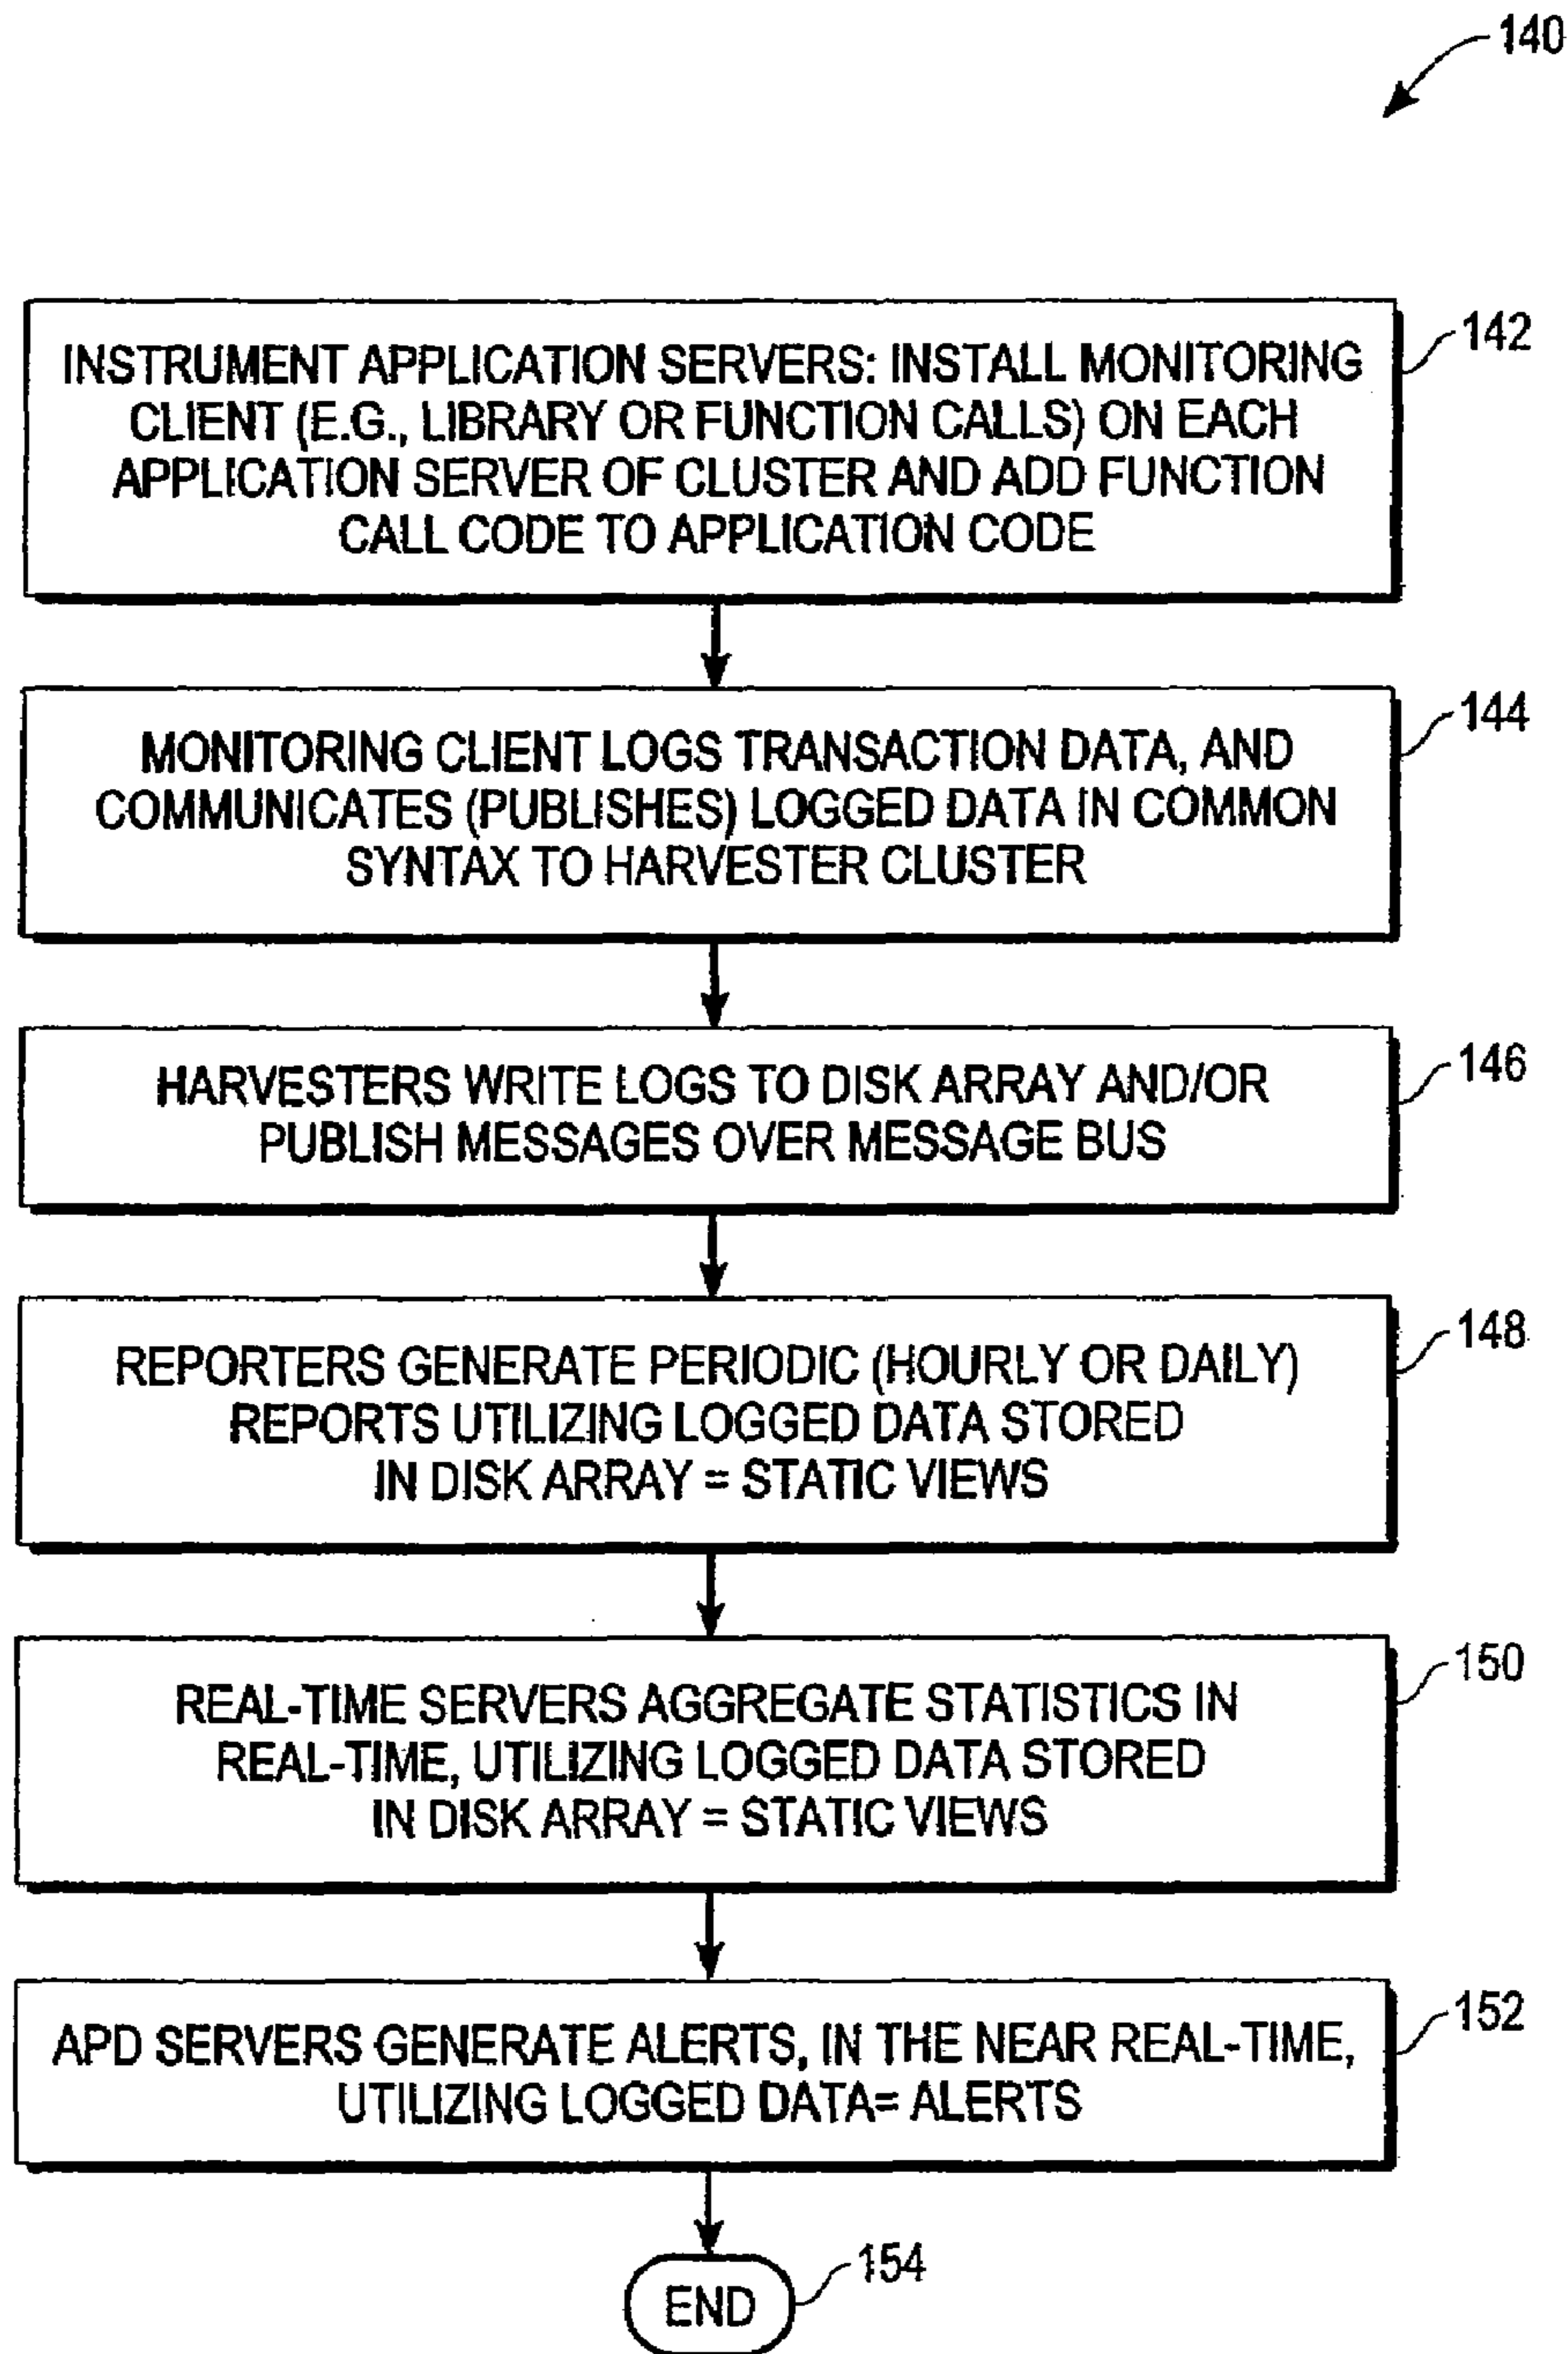 140
INSTRUMENT APPLICATION SERVERS: INSTALL MONITORING
CLIENT (E.G., LIBRARY OR FUNCTION CALLS) ON EACH
APPLICATION SERVER OF CLUSTER AND ADD FUNCTION
CALL CODE TO APPLICATION CODE
142
MONITORING CLIENT LOGS TRANSACTION DATA, AND
COMMUNICATES (PUBLISHES) LOGGED DATA IN COMMON
SYNTAX TO HARVESTER CLUSTER
144
HARVESTERS WRITE LOGS TO DISK ARRAY AND/OR
PUBLISH MESSAGES OVER MESSAGE BUS
146
REPORTERS GENERATE PERIODIC (HOURLY OR DAILY)
REPORTS UTILIZING LOGGED DATA STORED
IN DISK ARRAY = STATIC VIEWS
148
REAL-TIME SERVERS AGGREGATE STATISTICS IN
REAL-TIME, UTILIZING LOGGED DATA STORED
IN DISK ARRAY = STATIC VIEWS
150
APD SERVERS GENERATE ALERTS, IN THE NEAR REAL-TIME,
UTILIZING LOGGED DATA= ALERTS
152
END
154